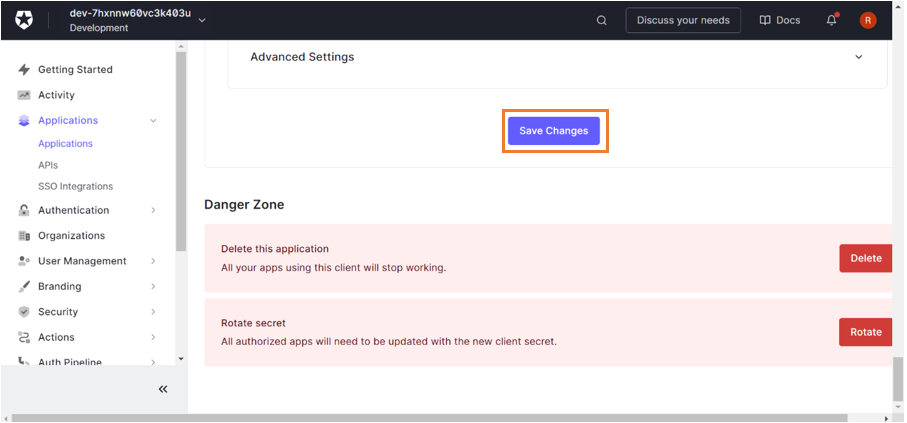 dev-7hxnnw60vc3k403u
Development
Discuss your needs
Docs
R
Getting Started
Activity
Applications
Applications
APIs
SSO Integrations
Authentication
Organizations
User Management
Branding
Security
Actions
Auth Pipeline
Advanced Settings
Save Changes
Danger Zone
Delete this application
All your apps using this client will stop working.
Delete
Rotate secret
All authorized apps will need to be updated with the new client secret.
Rotate